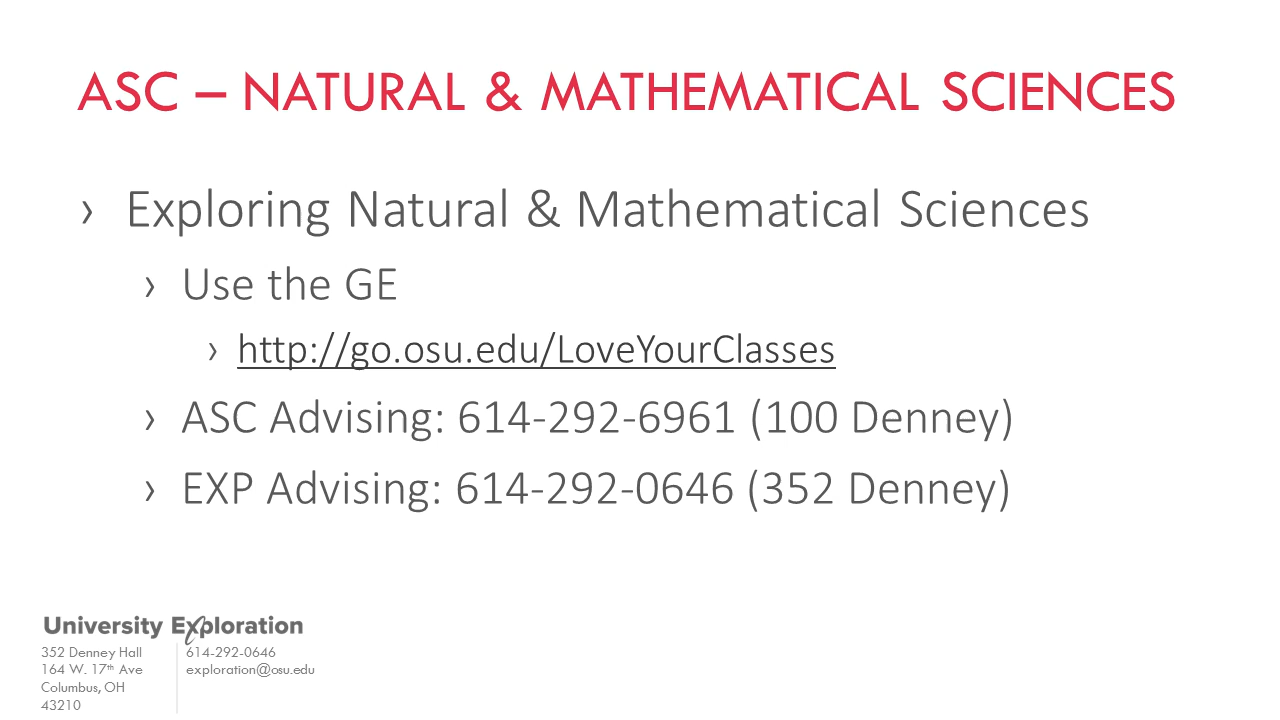 ASC – NATURAL & MATHEMATICAL SCIENCES
› Exploring Natural & Mathematical Sciences
› Use the GE
› http://go.osu.edu/LoveYourClasses
› ASC Advising: 614-292-6961 (100 Denney)
› EXP Advising: 614-292-0646 (352 Denney)
University Exploration
352 Denney Hall
164 W. 17th Ave
Columbus, OH
43210
614-292-0646
exploration@osu.edu